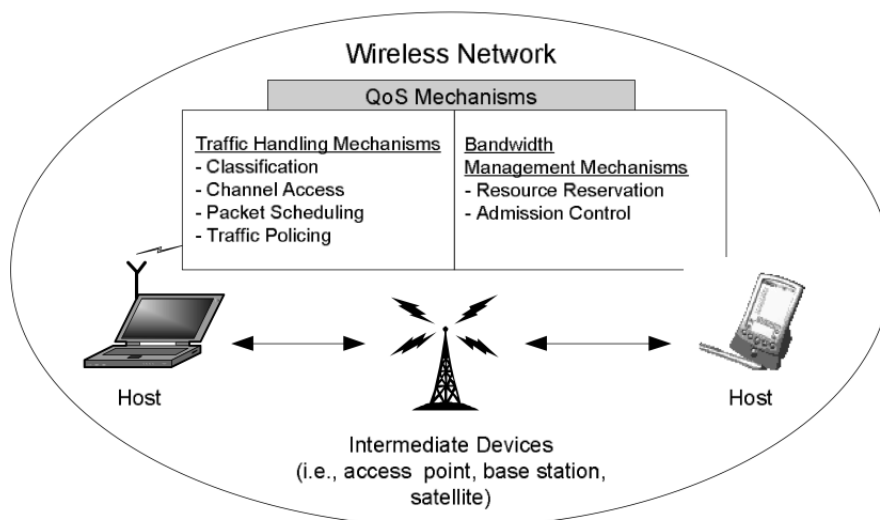 Wireless Network
QoS Mechanisms
Traffic Handling Mechanisms
- Classification
- Channel Access
- Packet Scheduling
- Traffic Policing
Bandwidth
Management Mechanisms
- Resource Reservation
- Admission Control
Host
Host
Intermediate Devices
(i.e., access point, base station,
satellite)